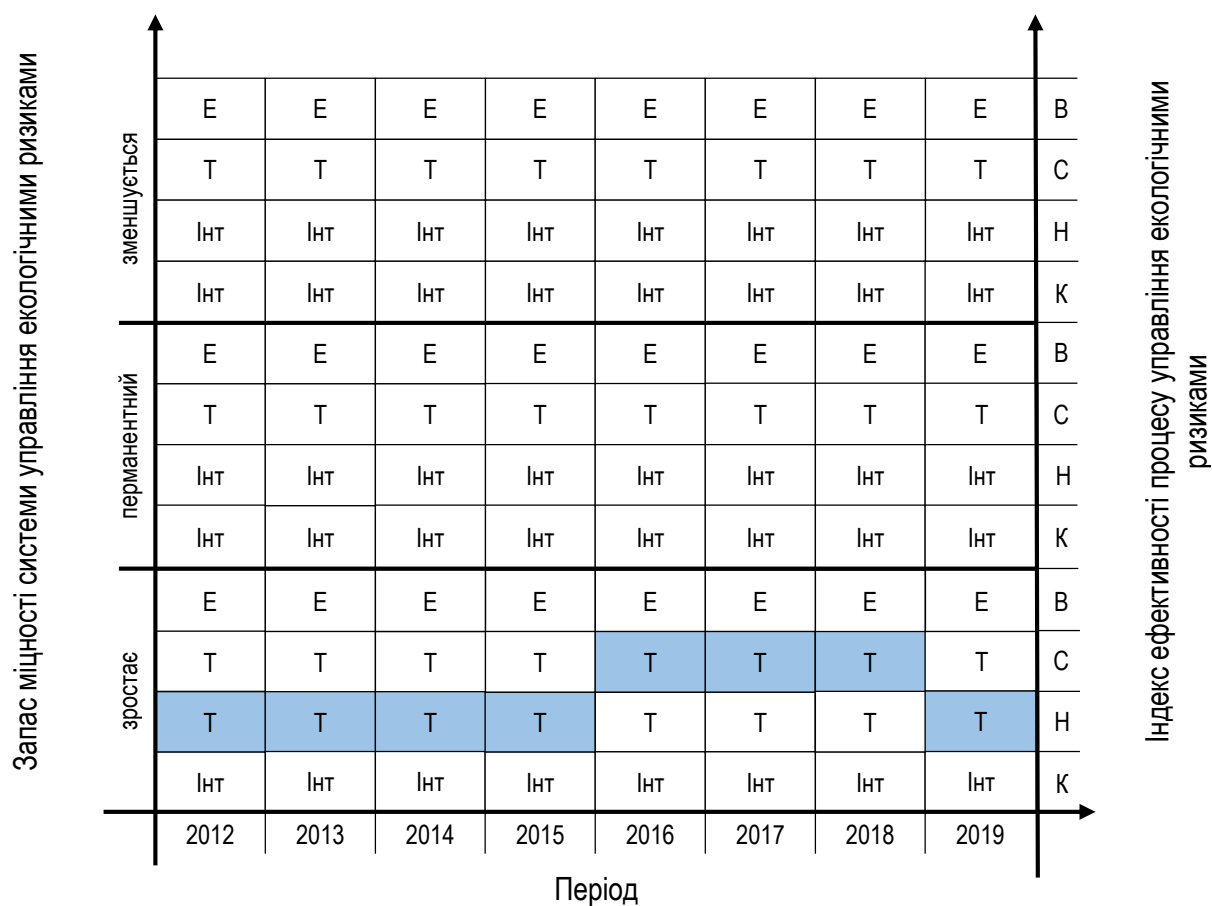 Запас міцності системи управління екологічними ризиками
зменшується
Е Е Е Е Е Е Е Е В
Т Т Т Т Т Т Т Т С
Інт Інт Інт Інт Інт Інт Інт Інт Н
Інт Інт Інт Інт Інт Інт Інт Інт К
перманентний
Е Е Е Е Е Е Е Е В
Т Т Т Т Т Т Т Т С
Інт Інт Інт Інт Інт Інт Інт Інт Н
Інт Інт Інт Інт Інт Інт Інт Інт К
зростає
Е Е Е Е Е Е Е Е В
Т Т Т Т Т Т Т Т С
Т Т Т Т Т Т Т Т Н
Інт Інт Інт Інт Інт Інт Інт Інт К
2012 2013 2014 2015 2016 2017 2018 2019
Період
Індекс ефективності процесу управління екологічними
ризиками